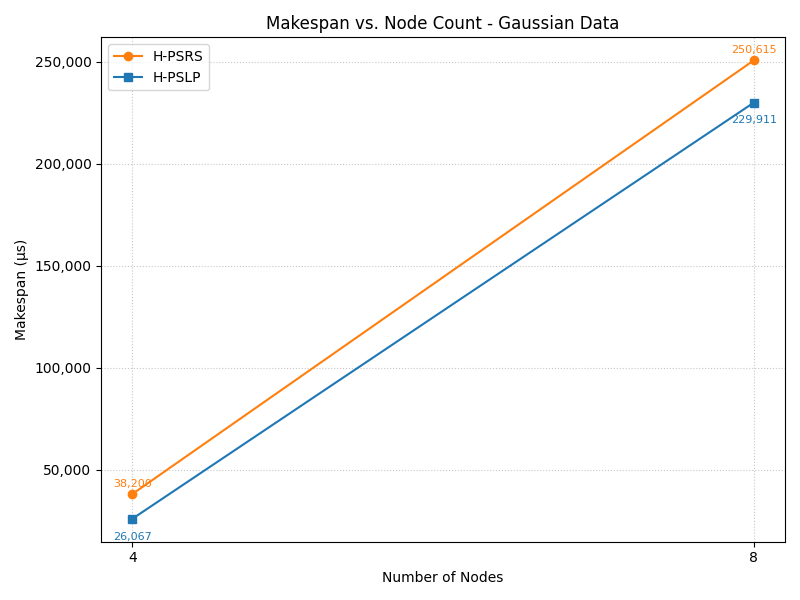 Makespan vs. Node Count - Gaussian Data
H-PSRS
H-PSLP
250,615
229,911
38,200
26,067
250,000
200,000
150,000
100,000
50,000
Makespan (µs)
4
8
Number of Nodes